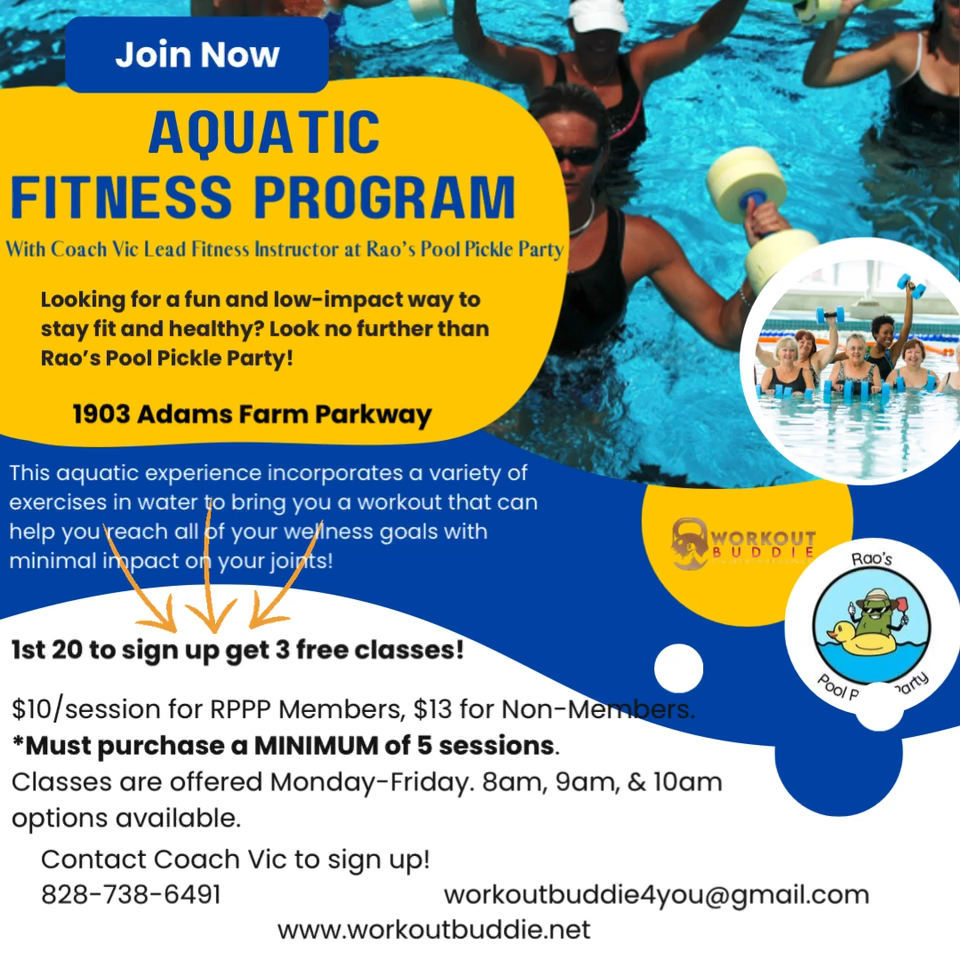 Join Now
AQUATIC
FITNESS PROGRAM
With Coach Vic Lead Fitness Instructor at Rao's Pool Pickle Party
Looking for a fun and low-impact way to
stay fit and healthy? Look no further than
Rao's Pool Pickle Party!
1903 Adams Farm Parkway
This aquatic experience incorporates a variety of
exercises in water to bring you a workout that can
help you reach all of your wellness goals with
minimal impact on your joints!
WORKOUT
BUDDIE
Rao's
Pool P arty
1st 20 to sign up get 3 free classes!
$10/session for RPPP Members, $13 for Non-Members.
*Must purchase a MINIMUM of 5 sessions.
Classes are offered Monday-Friday. 8am, 9am, & 10am
options available.
Contact Coach Vic to sign up!
828-738-6491 workoutbuddie4you@gmail.com
www.workoutbuddie.net